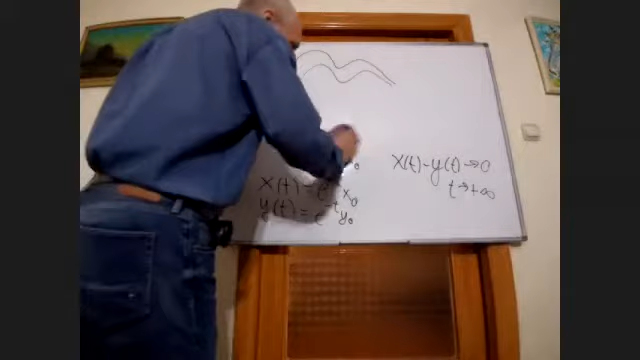 x(t) - y(t) → 0
t → +∞
x(t) = e x₀
y(t) = e^-t y₀